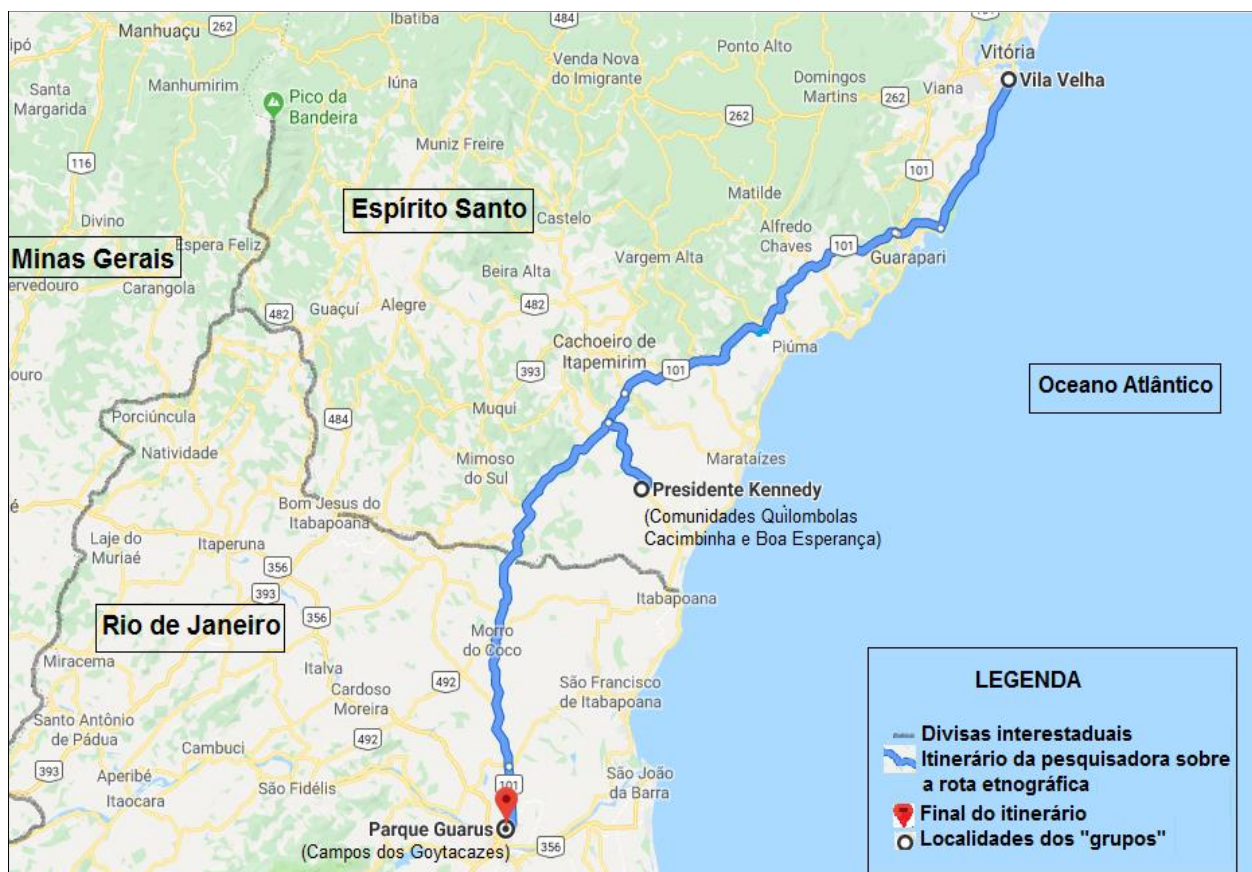 Ibatiba
484
Ponto Alto
101
Manhuaçu
262
ipó
Venda Nova
do Imigrante
Vitória
Vila Velha
Iúna
Domingos
Martins
Viana
262
Santa
Margarida
Manhumirim
Pico da
Bandeira
262
Muniz Freire
116
Matilde
101
Divino
Espírito Santo
Castelo
Alfredo
Chaves
101
Minas Gerais
Espera Feliz
Vargem Alta
Guarapari
ervedouro
Carangola
Beira Alta
482
Guaçuí
Alegre
482
Cachoeiro de
Itapemirim
Piúma
ouro
393
101
Oceano Atlântico
Porciúncula
484
Muqui
Natividade
Mimoso
do Sul
Marataízes
Presidente Kennedy
(Comunidades Quilombolas
Cacimbinha e Boa Esperança)
é
Bom Jesus do
Itabapoana
Laje do
Muriaé
Itaperuna
356
393
Itabapoana
356
Rio de Janeiro
Morro
do Coco
Miracema
Italva
492
São Francisco
de Itabapoana
Cardoso
Moreira
Santo Antônio
de Pádua
492
Cambuci
393
101
São João
da Barra
Aperibé
São Fidélis
Itaocara
Parque Guarus
(Campos dos Goytacazes)
356
LEGENDA
Divisas interestaduais
Itinerário da pesquisadora sobre
a rota etnográfica
Final do itinerário
Localidades dos "grupos"